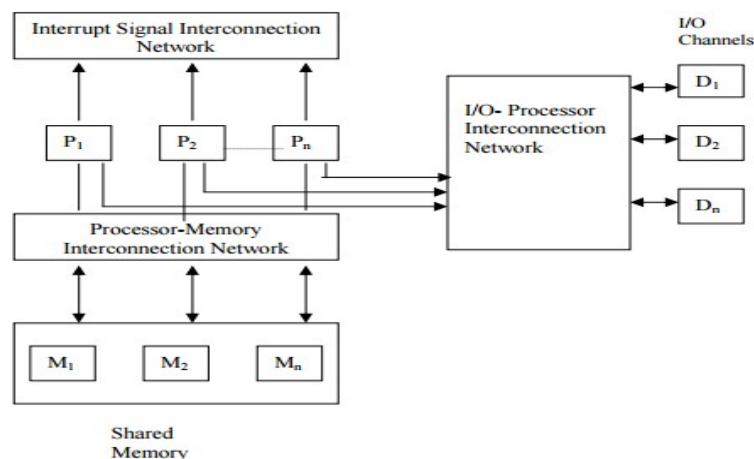 Interrupt Signal Interconnection
Network
I/O
Channels
P₁
P₂
Pₙ
I/O- Processor
Interconnection
Network
D₁
D₂
Dₙ
Processor-Memory
Interconnection Network
M₁
M₂
Mₙ
Shared
Memory